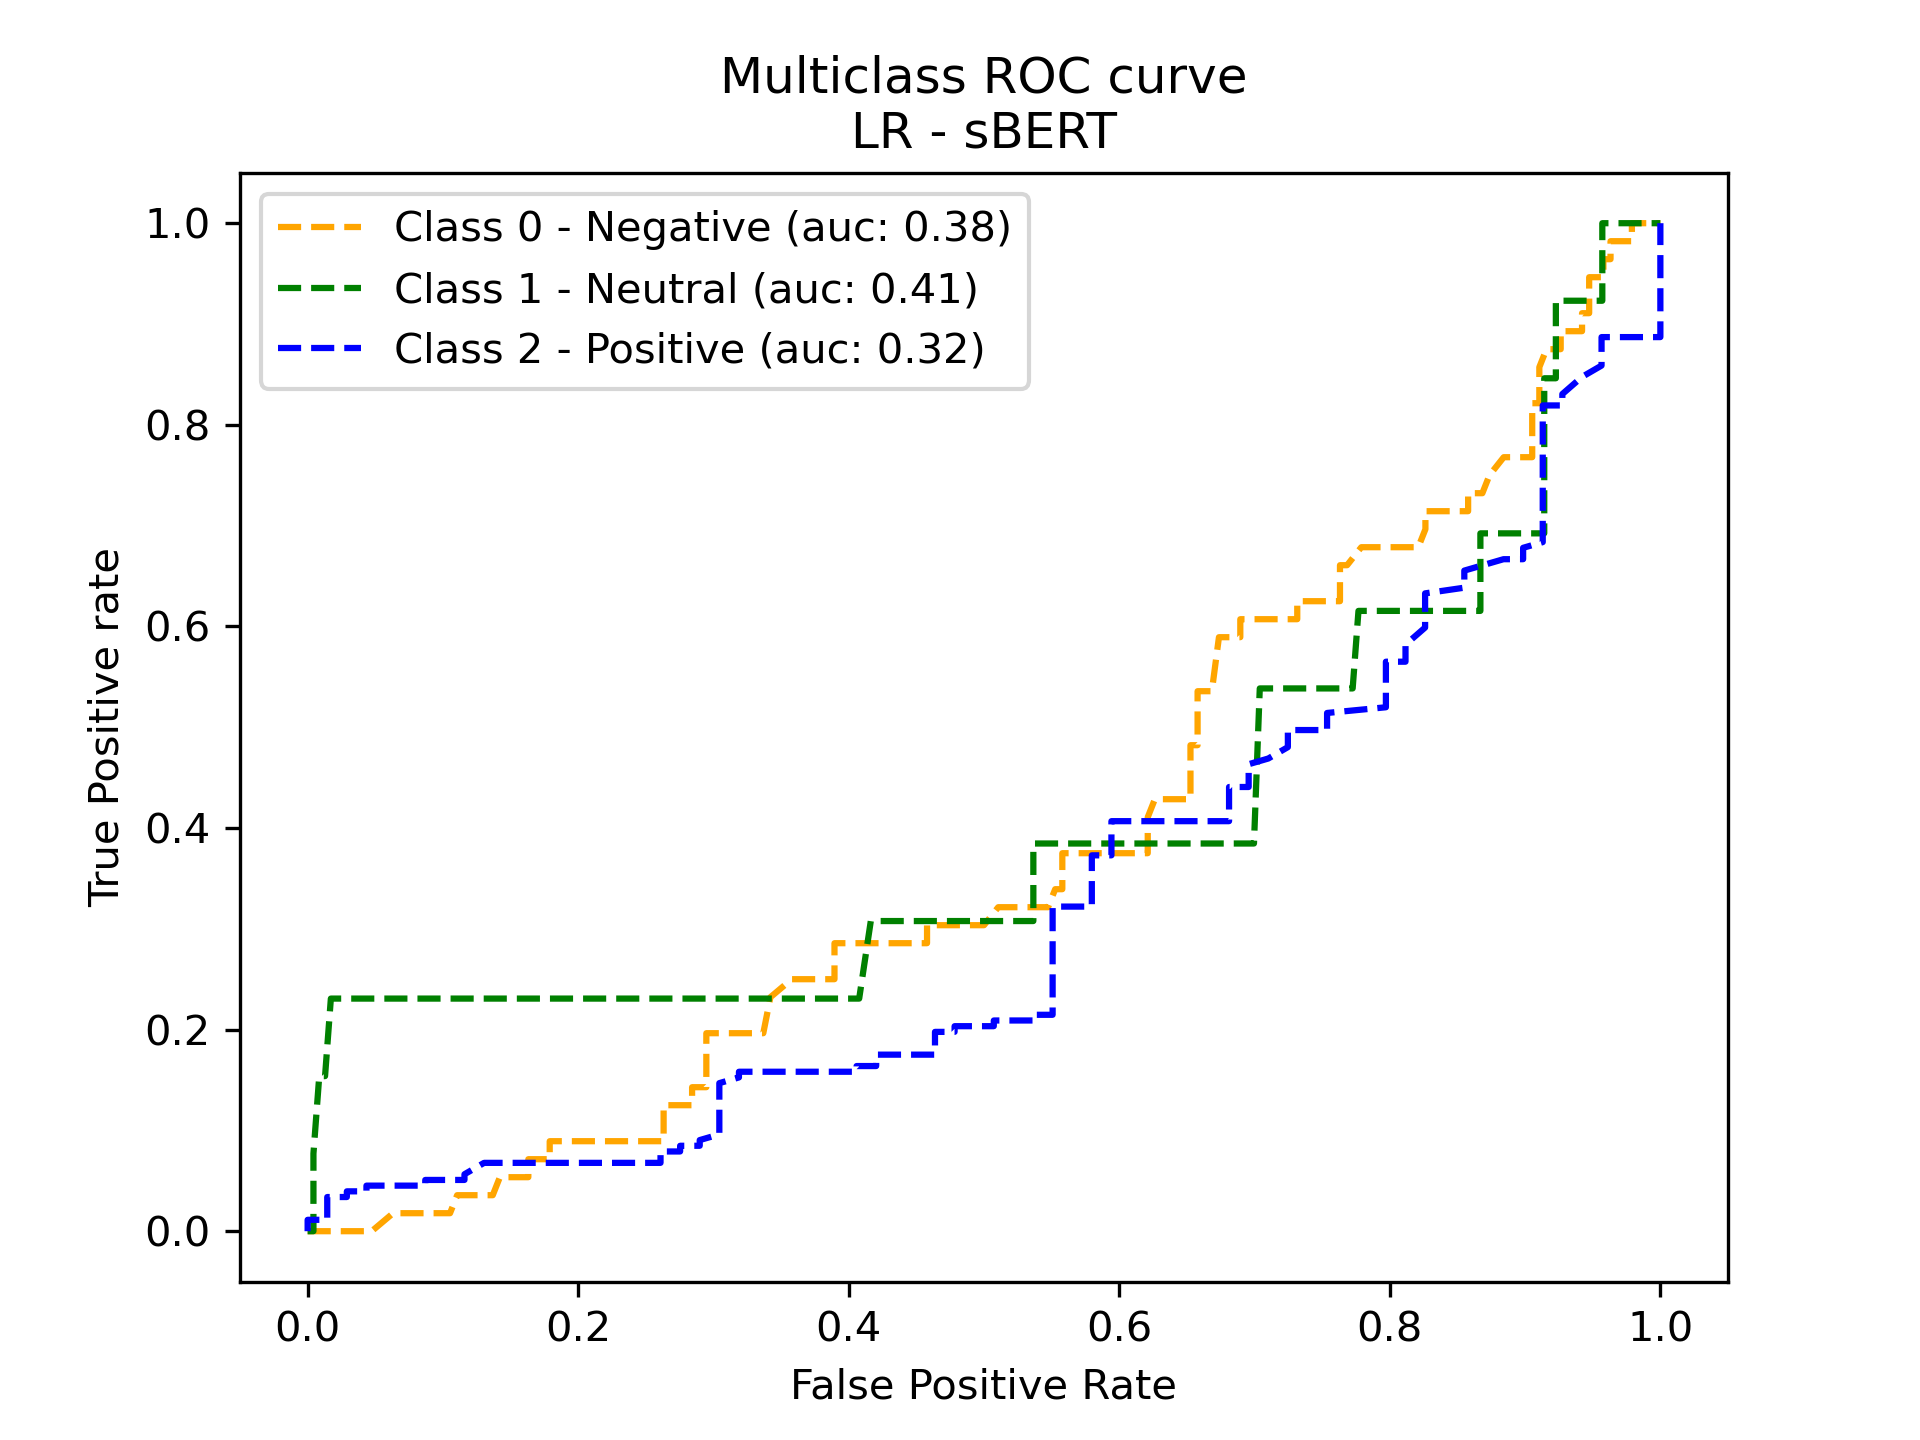 Multiclass ROC curve
LR - sBERT
Class 0 - Negative (auc: 0.38)
Class 1 - Neutral (auc: 0.41)
Class 2 - Positive (auc: 0.32)
True Positive rate
1.0
0.8
0.6
0.4
0.2
0.0
0.0 0.2 0.4 0.6 0.8 1.0
False Positive Rate